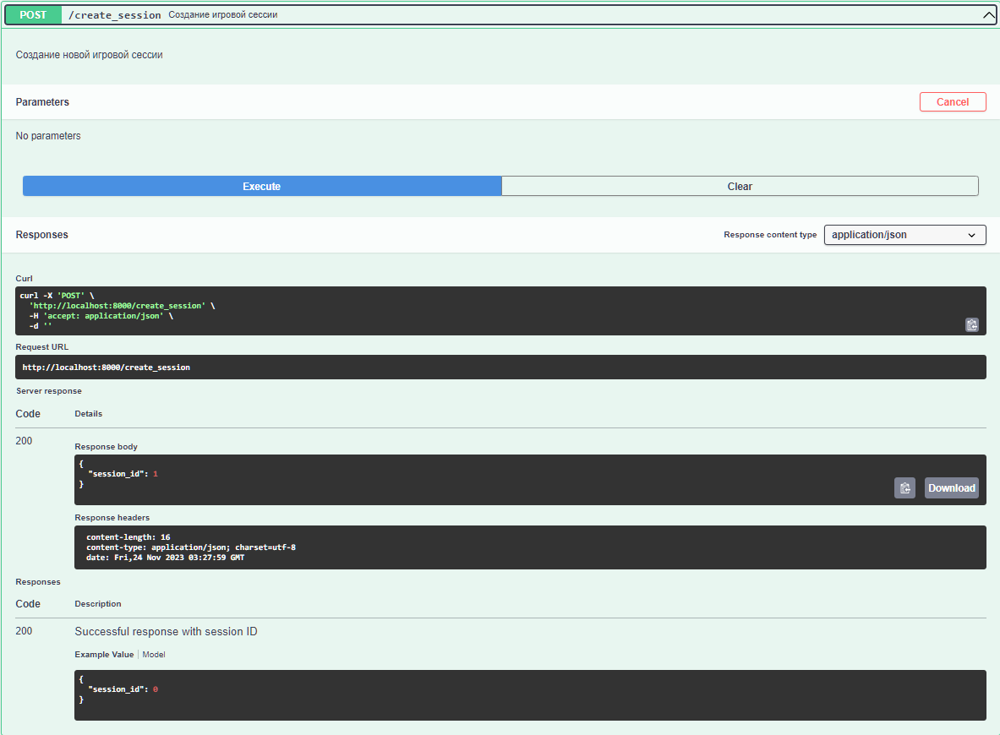 POST /create_session Создание игровой сессии
Создание новой игровой сессии
Parameters Cancel
No parameters
Execute Clear
Responses Response content type application/json
Curl
curl -X 'POST' \
'http://localhost:8000/create_session' \
-H 'accept: application/json' \
-d ''
Request URL
http://localhost:8000/create_session
Server response
Code Details
200
Response body
{
"session_id": 1
}
Download
Response headers
content-length: 16
content-type: application/json; charset=utf-8
date: Fri,24 Nov 2023 03:27:59 GMT
Responses
Code Description
200 Successful response with session ID
Example Value Model
{
"session_id": 0
}